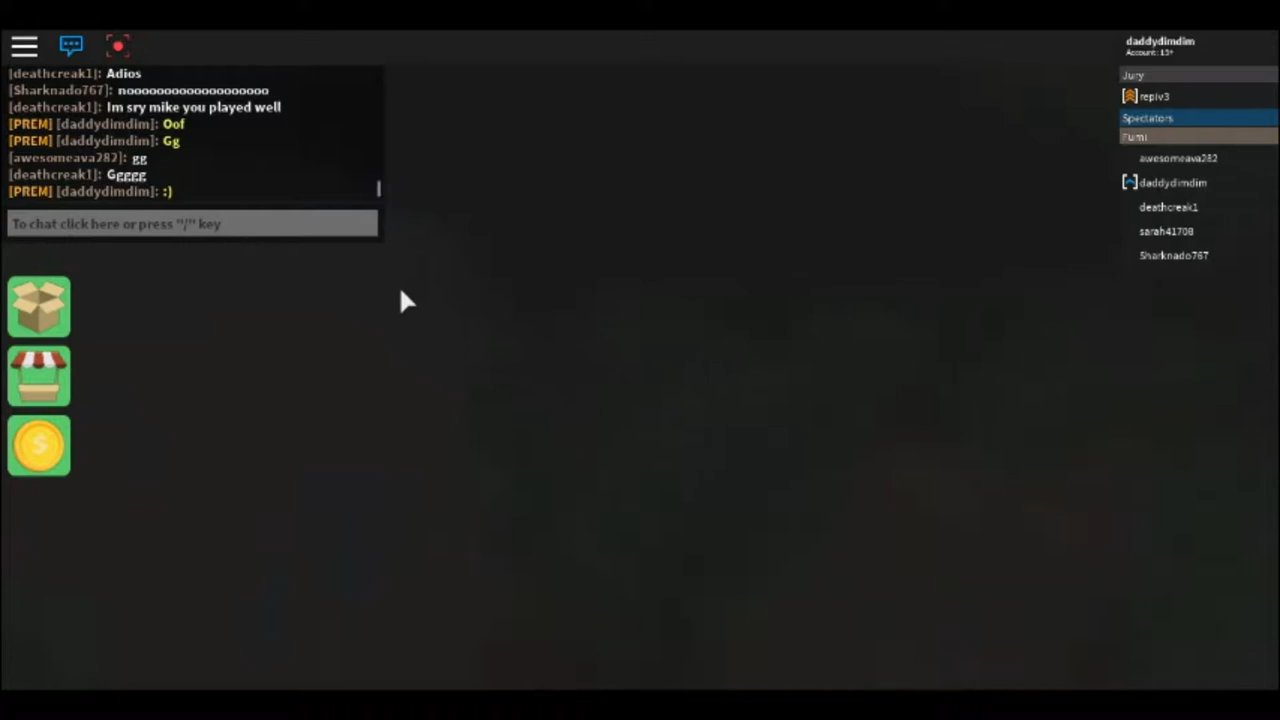 daddydimdim
Account: 13+
[deathcreak1]: Adios
[Sharknado767]: nooooooooooooooooooo
[deathcreak1]: Im sry mike you played well
[PREM] [daddydimdim]: Oof
[PREM] [daddydimdim]: Gg
[awesomeava282]: gg
[deathcreak1]: Ggggg
[PREM] [daddydimdim]: :)
To chat click here or press "/" key
Jury
repiv3
Spectators
Fumi
awesomeava282
daddydimdim
deathcreak1
sarah41708
Sharknado767